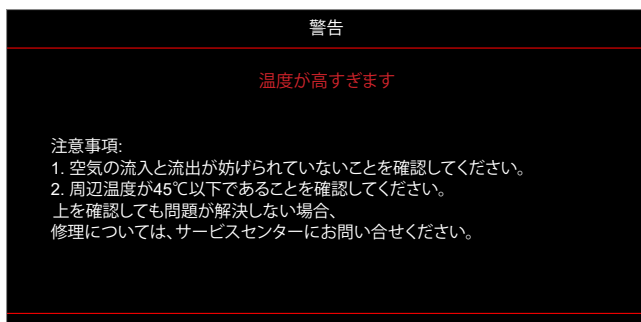 警告
温度が高すぎます
注意事項:
1. 空気の流入と流出が妨げられていないことを確認してください。
2. 周辺温度が45℃以下であることを確認してください。
上を確認しても問題が解決しない場合、
修理については、サービスセンターにお問い合せください。